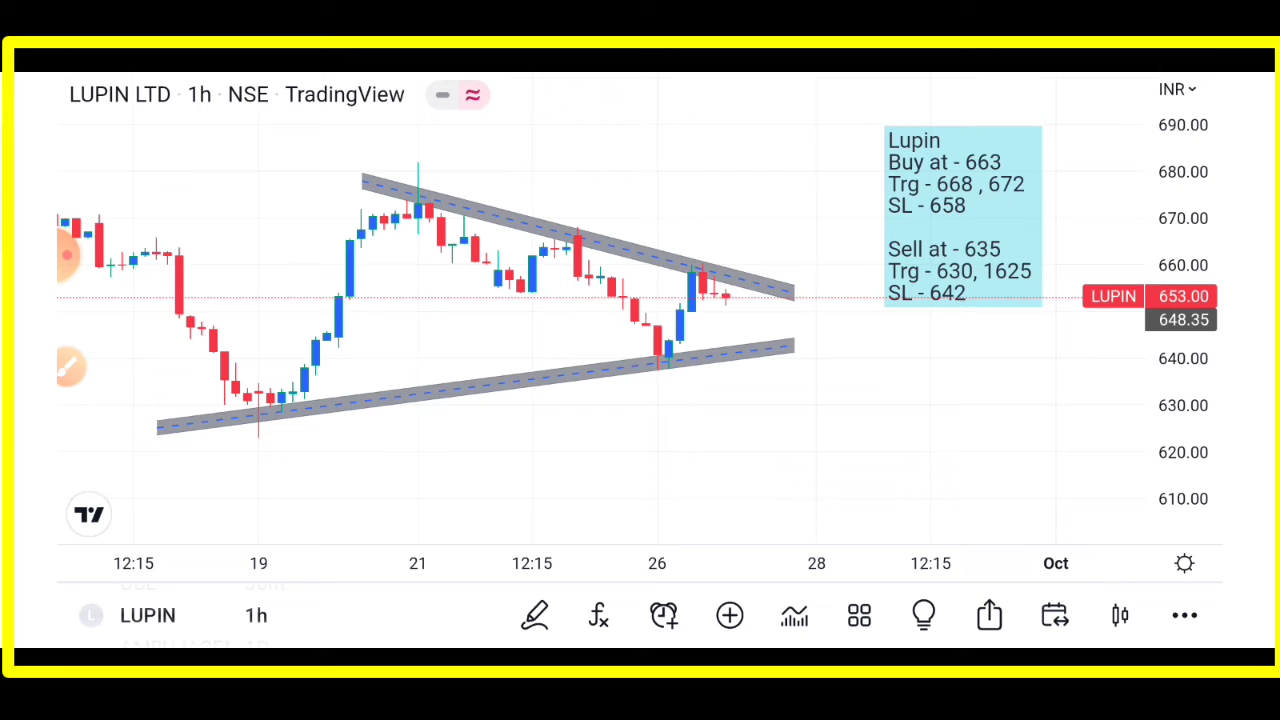 LUPIN LTD · 1h · NSE · TradingView
INR
690.00
Lupin
Buy at - 663
Trg - 668 , 672
SL - 658
Sell at - 635
Trg - 630, 1625
SL - 642
680.00
670.00
660.00
LUPIN 653.00
648.35
640.00
630.00
620.00
610.00
12:15 19 21 12:15 26 28 12:15 Oct
L LUPIN 1h